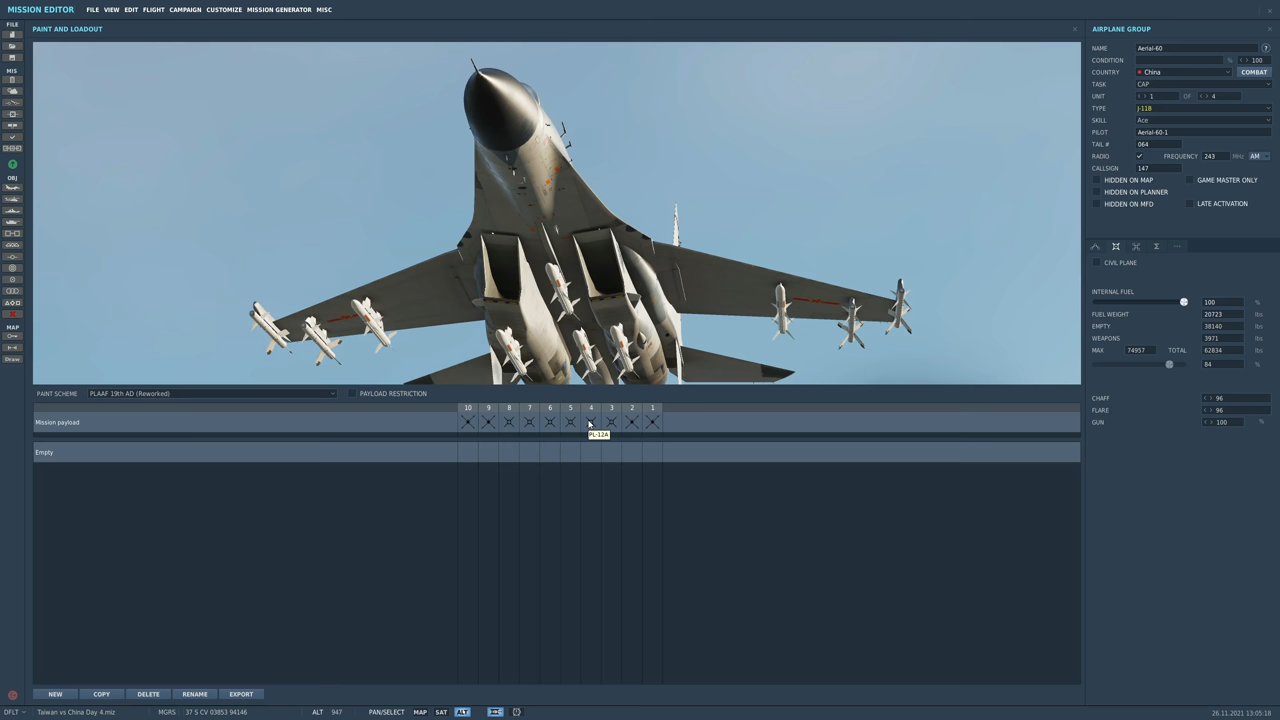 MISSION EDITOR FILE VIEW EDIT FLIGHT CAMPAIGN CUSTOMIZE MISSION GENERATOR MISC
FILE
MIS
OBJ
MAP
Draw
PAINT AND LOADOUT
PAINT SCHEME PLAAF 19th AD (Reworked) PAYLOAD RESTRICTION
10 9 8 7 6 5 4 3 2 1
Mission payload
PL-12A
Empty
NEW COPY DELETE RENAME EXPORT
AIRPLANE GROUP
NAME Aerial-60 ?
CONDITION % < > 100
COUNTRY China COMBAT
TASK CAP
UNIT < > 1 OF < > 4
TYPE J-11B
SKILL Ace
PILOT Aerial-60-1
TAIL # 064
RADIO FREQUENCY 243 MHz AM
CALLSIGN 147
HIDDEN ON MAP GAME MASTER ONLY
HIDDEN ON PLANNER
HIDDEN ON MFD LATE ACTIVATION
CIVIL PLANE
INTERNAL FUEL
100 %
FUEL WEIGHT 20723 lbs
EMPTY 38140 lbs
WEAPONS 3971 lbs
MAX 74957 TOTAL 62834 lbs
84 %
CHAFF < > 96
FLARE < > 96
GUN < > 100 %
DFLT Taiwan vs China Day 4.miz MGRS 37 S CV 03853 94146 ALT 947 PAN/SELECT MAP SAT ALT 26.11.2021 13:05:18